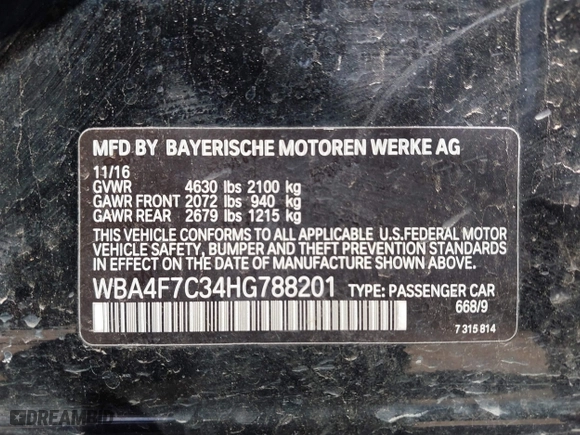 MFD BY BAYERISCHE MOTOREN WERKE AG
11/16
GVWR 4630 lbs 2100 kg
GAWR FRONT 2072 lbs 940 kg
GAWR REAR 2679 lbs 1215 kg
THIS VEHICLE CONFORMS TO ALL APPLICABLE U.S.FEDERAL MOTOR
VEHICLE SAFETY, BUMPER AND THEFT PREVENTION STANDARDS
IN EFFECT ON THE DATE OF MANUFACTURE SHOWN ABOVE.
WBA4F7C34HG788201 TYPE: PASSENGER CAR
668/9
7 315 814
DREAMBID